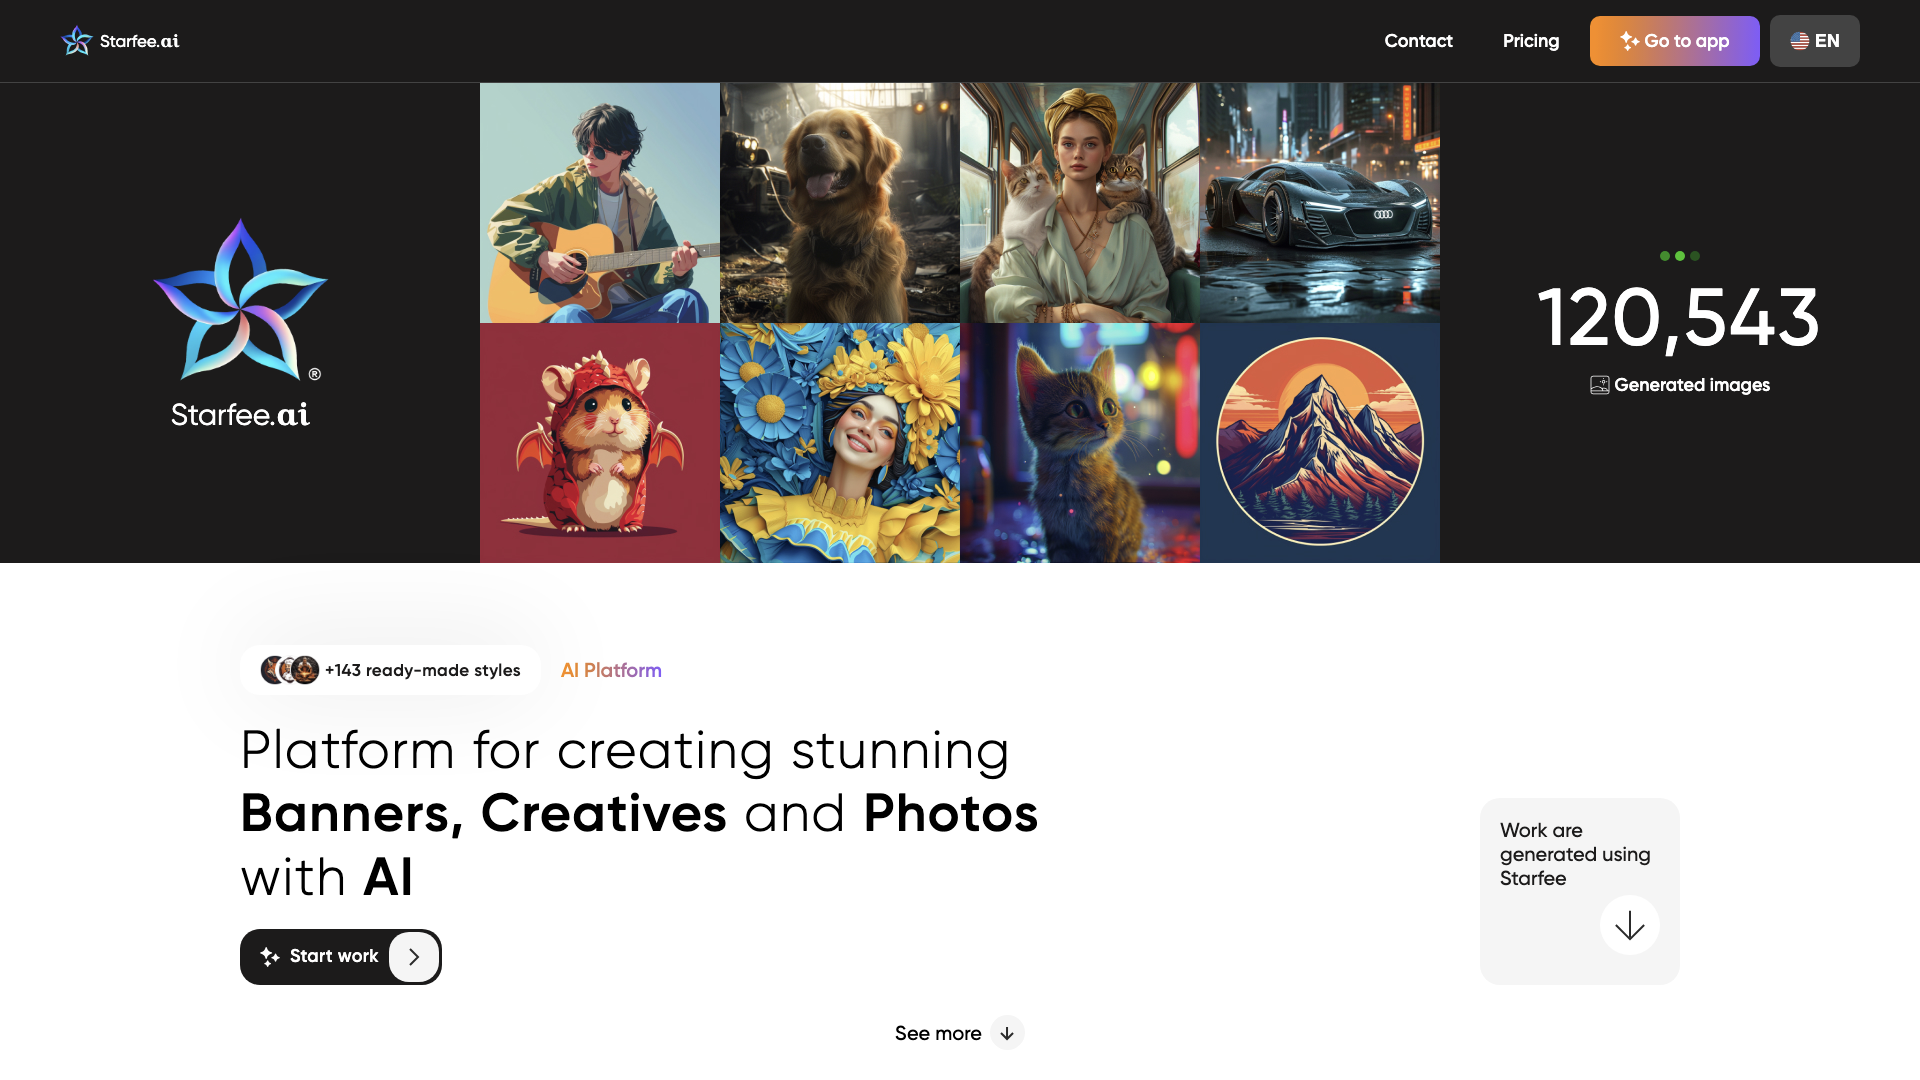 Starfee.ai
Contact
Pricing
Go to app
EN
®
Starfee.ai
120,543
Generated images
+143 ready-made styles
AI Platform
Platform for creating stunning
Banners, Creatives and Photos
with AI
Start work
Work are
generated using
Starfee
See more